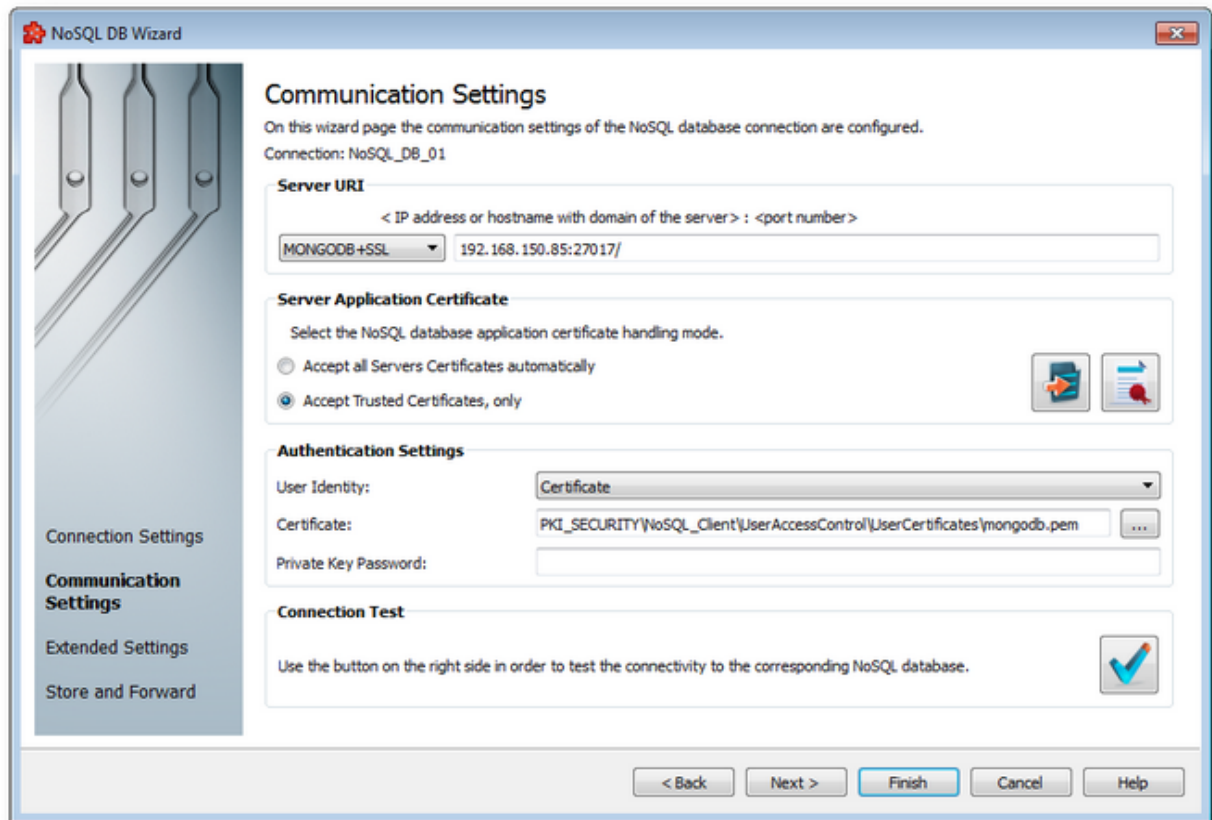 NoSQL DB Wizard
Communication Settings
On this wizard page the communication settings of the NoSQL database connection are configured.
Connection: NoSQL_DB_01
Server URI
< IP address or hostname with domain of the server> : <port number>
MONGODB+SSL 192.168.150.85:27017/
Server Application Certificate
Select the NoSQL database application certificate handling mode.
Accept all Servers Certificates automatically
Accept Trusted Certificates, only
Authentication Settings
User Identity: Certificate
Certificate: PKI_SECURITY\NoSQL_Client\UserAccessControl\UserCertificates\mongodb.pem ...
Private Key Password:
Connection Test
Use the button on the right side in order to test the connectivity to the corresponding NoSQL database.
Connection Settings
Communication
Settings
Extended Settings
Store and Forward
< Back Next > Finish Cancel Help